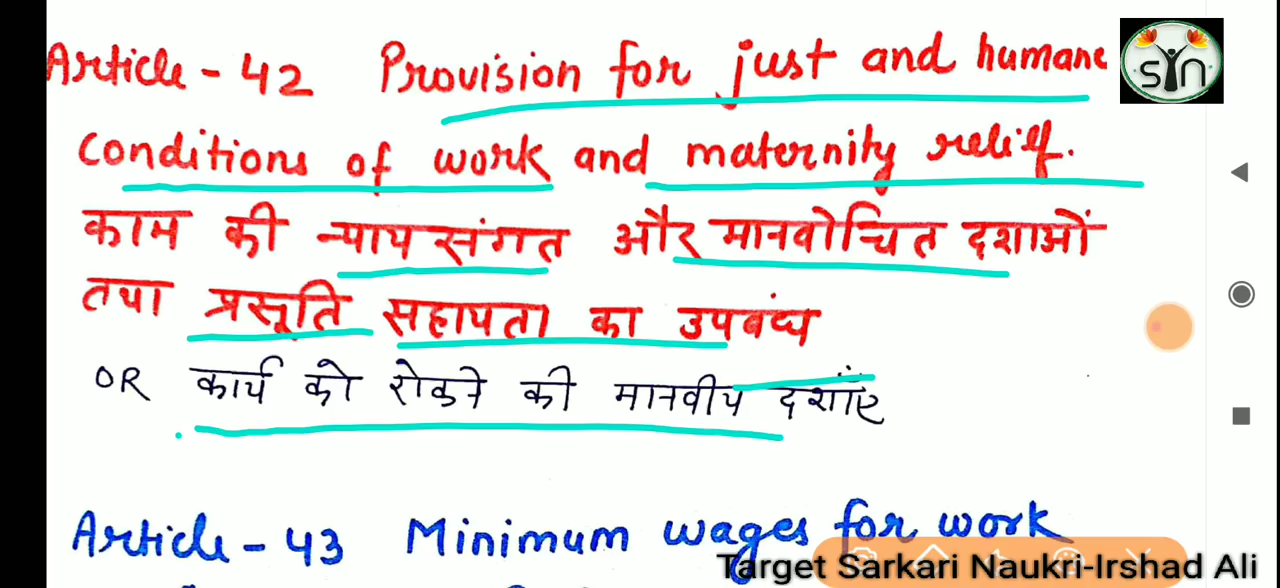 Article - 42 Provision for just and humane
conditions of work and maternity relief.
काम की न्याय संगत और मानवोचित दशाओं
तथा प्रसूति सहायता का उपबंध
OR कार्य को रोकने की मानवीय दशाएं
Article - 43 Minimum wages for work
Target Sarkari Naukri-Irshad Ali
SYN